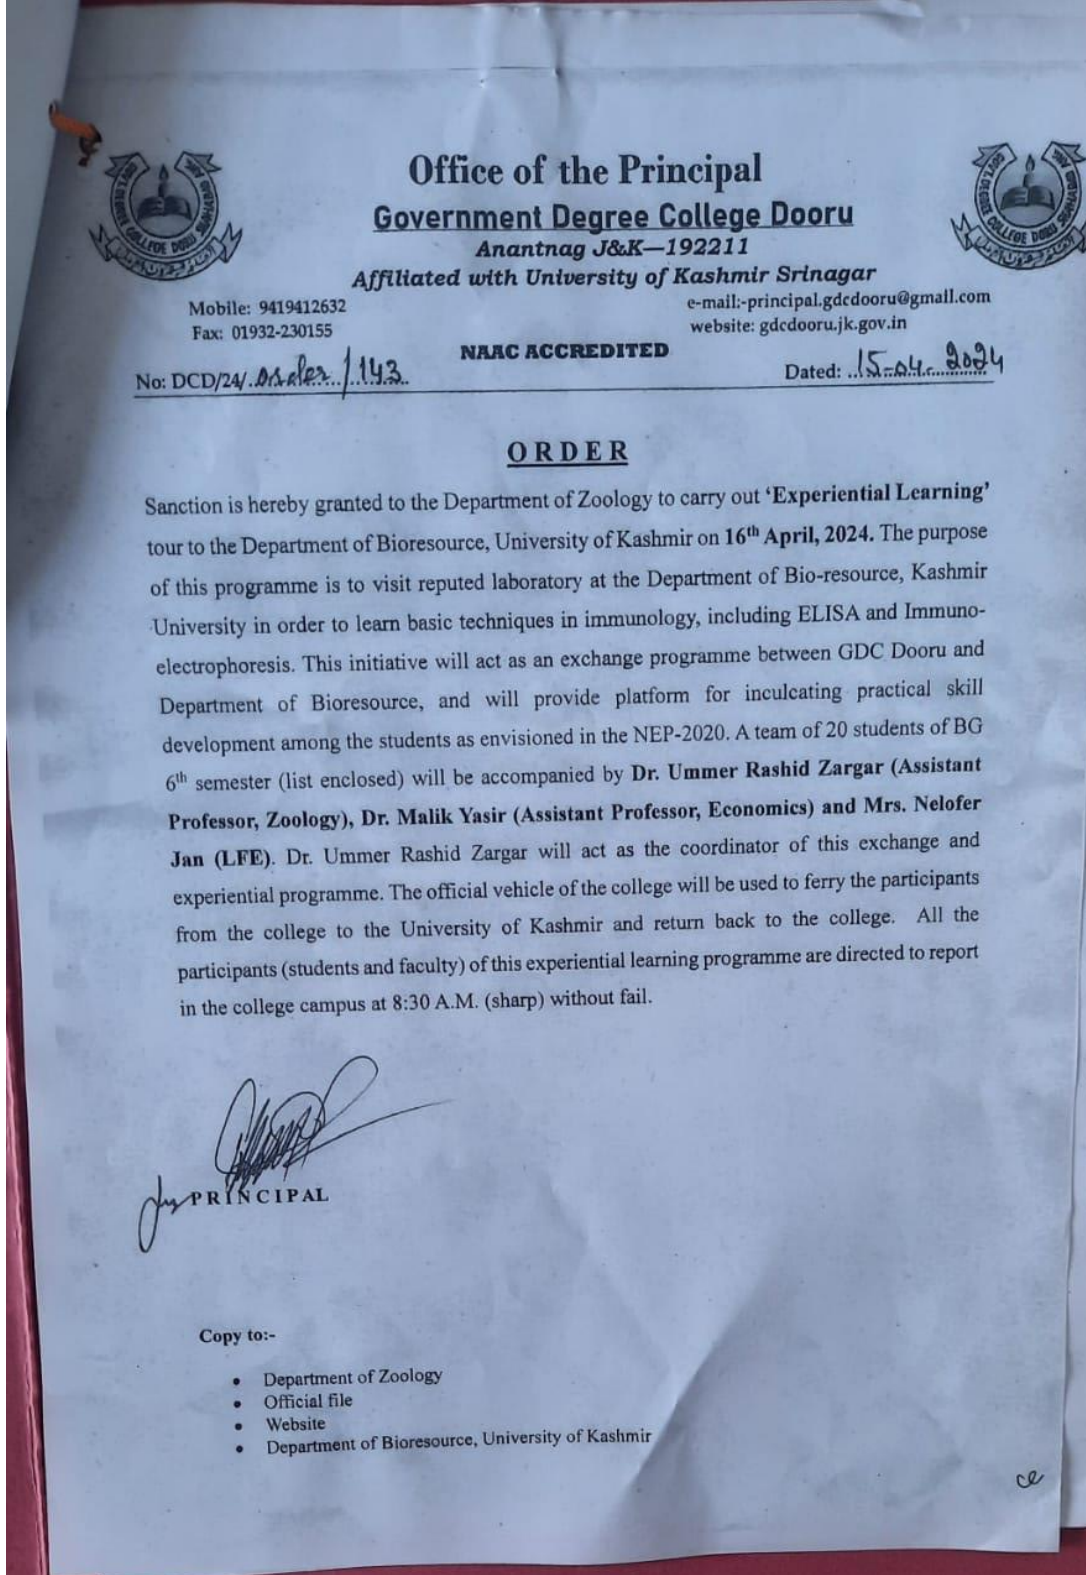 Office of the Principal
Government Degree College Dooru
Anantnag J&K—192211
Affiliated with University of Kashmir Srinagar
Mobile: 9419412632
e-mail:-principal.gdcdooru@gmail.com
Fax: 01932-230155
website: gdcdooru.jk.gov.in
NAAC ACCREDITED
No: DCD/24/.order/143
Dated: 15-04-2024
ORDER
Sanction is hereby granted to the Department of Zoology to carry out ‘Experiential Learning’
tour to the Department of Bioresource, University of Kashmir on 16th April, 2024. The purpose
of this programme is to visit reputed laboratory at the Department of Bio-resource, Kashmir
University in order to learn basic techniques in immunology, including ELISA and Immuno-
electrophoresis. This initiative will act as an exchange programme between GDC Dooru and
Department of Bioresource, and will provide platform for inculcating practical skill
development among the students as envisioned in the NEP-2020. A team of 20 students of BG
6th semester (list enclosed) will be accompanied by Dr. Ummer Rashid Zargar (Assistant
Professor, Zoology), Dr. Malik Yasir (Assistant Professor, Economics) and Mrs. Nelofer
Jan (LFE). Dr. Ummer Rashid Zargar will act as the coordinator of this exchange and
experiential programme. The official vehicle of the college will be used to ferry the participants
from the college to the University of Kashmir and return back to the college. All the
participants (students and faculty) of this experiential learning programme are directed to report
in the college campus at 8:30 A.M. (sharp) without fail.
PRINCIPAL
Copy to:-
• Department of Zoology
• Official file
• Website
• Department of Bioresource, University of Kashmir